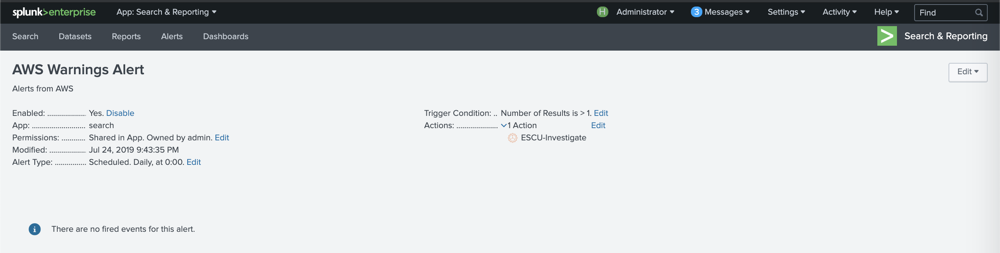 splunk>enterprise App: Search & Reporting H Administrator 3 Messages Settings Activity Help Find
Search Datasets Reports Alerts Dashboards > Search & Reporting
AWS Warnings Alert Edit
Alerts from AWS
Enabled: ................... Yes. Disable
App: ........................... search
Permissions: ............ Shared in App. Owned by admin. Edit
Modified: ................... Jul 24, 2019 9:43:35 PM
Alert Type: ................ Scheduled. Daily, at 0:00. Edit
Trigger Condition: .. Number of Results is > 1. Edit
Actions: ..................... 1 Action Edit
ESCU-Investigate
i There are no fired events for this alert.